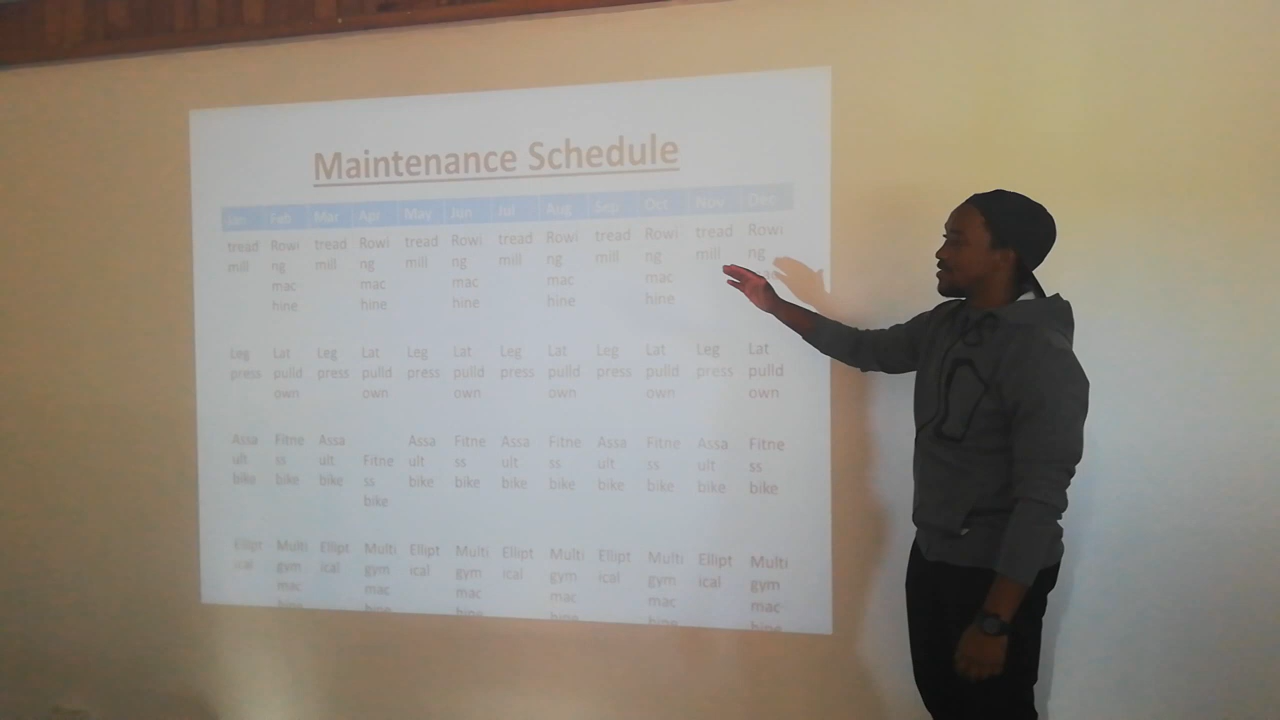 Maintenance Schedule
Jan Feb Mar Apr May Jun Jul Aug Sep Oct Nov Dec
tread Rowi tread Rowi tread Rowi tread Rowi tread Rowi tread Rowi
mill ng mill ng mill ng mill ng mill ng mill ng
mac mac mac mac mac
hine hine hine hine hine
Leg Lat Leg Lat Leg Lat Leg Lat Leg Lat Leg Lat
press pulld press pulld press pulld press pulld press pulld press pulld
own own own own own own
Assa Fitne Assa Assa Fitne Assa Fitne Assa Fitne Assa Fitne
ult ss ult Fitne ult ss ult ss ult ss ult ss
bike bike bike ss bike bike bike bike bike bike bike bike
bike
Ellipt Multi Ellipt Multi Ellipt Multi Ellipt Multi Ellipt Multi Ellipt Multi
ical gym ical gym ical gym ical gym ical gym ical gym
mac mac mac mac mac mac
hine hine hine hine hine hine